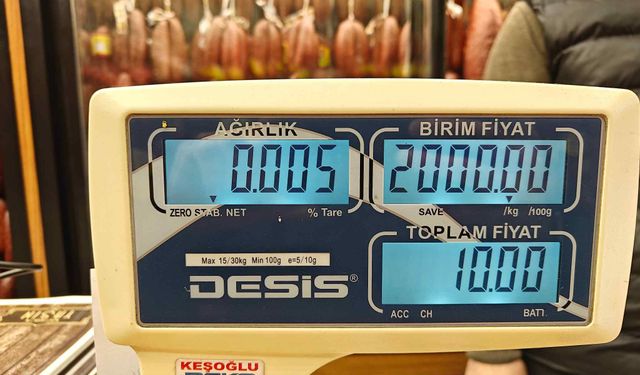 AĞIRLIK
BİRİM FİYAT
0.005
2000.00
ZERO STAB. NET
% Tare
SAVE
/kg
/100g
TOPLAM FİYAT
10.00
Max 15/30kg Min 100g e=5/10g
DESIS®
ACC CH
BATT.
KEŞOĞLU